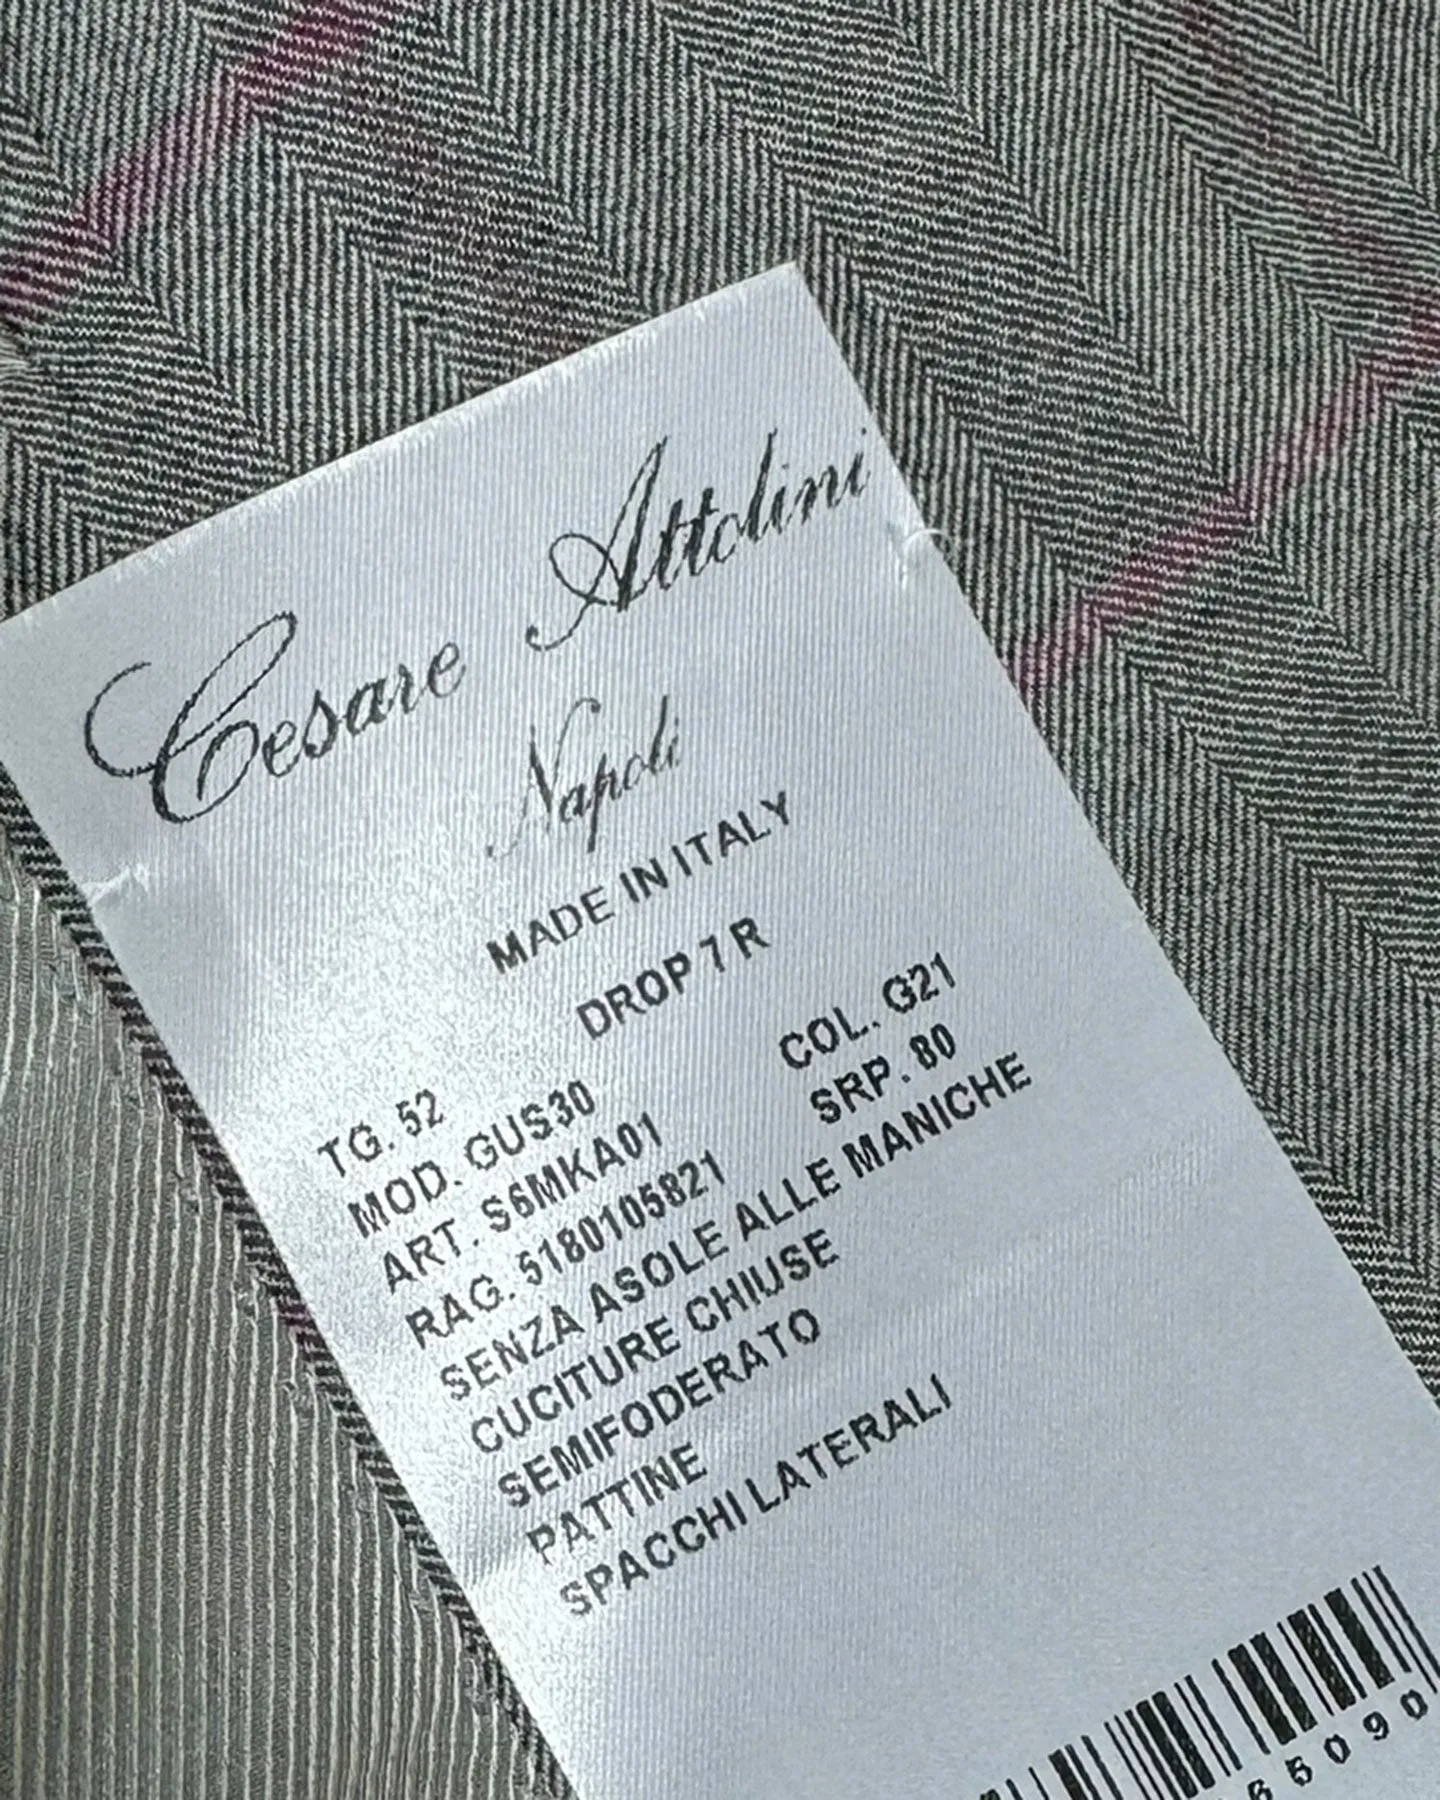 Cesare Attolini
Napoli
MADE IN ITALY
DROP 7 R
TG. 52 COL. G21
MOD. GUS30 SRP. 80
ART. S6MKA01
RAG. 5180105821
SENZA ASOLE ALLE MANICHE
CUCITURE CHIUSE
SEMIFODERATO
PATTINE
SPACCHI LATERALI
5090